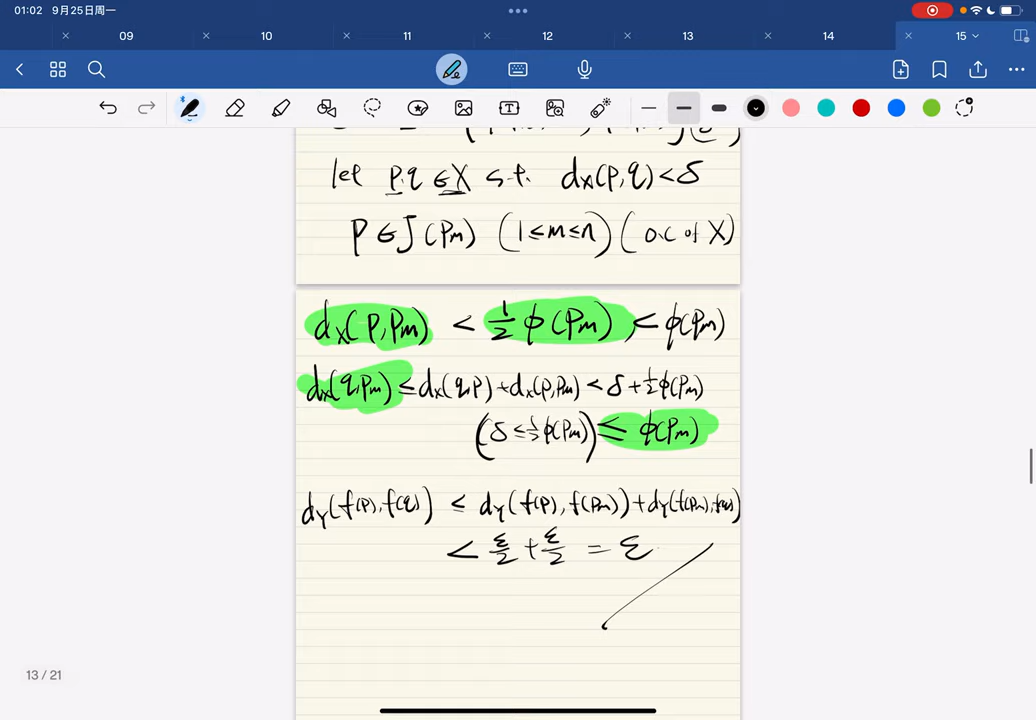 01:02 9月25日周一
09 10 11 12 13 14 15
let p,q ∈ X s.t. dx(p,q) < δ
p ∈ J(Pm) (1≤m≤n) (o.c of X)
dx(p,Pm) < ½ φ(Pm) < φ(Pm)
dx(q,Pm) ≤ dx(q,p) + dx(p,Pm) < δ + ½φ(Pm)
(δ ≤ ½φ(Pm)) ≤ φ(Pm)
dY(f(p),f(q)) ≤ dY(f(p),f(Pm)) + dY(f(Pm),f(q))
< ε/2 + ε/2 = ε
13 / 21